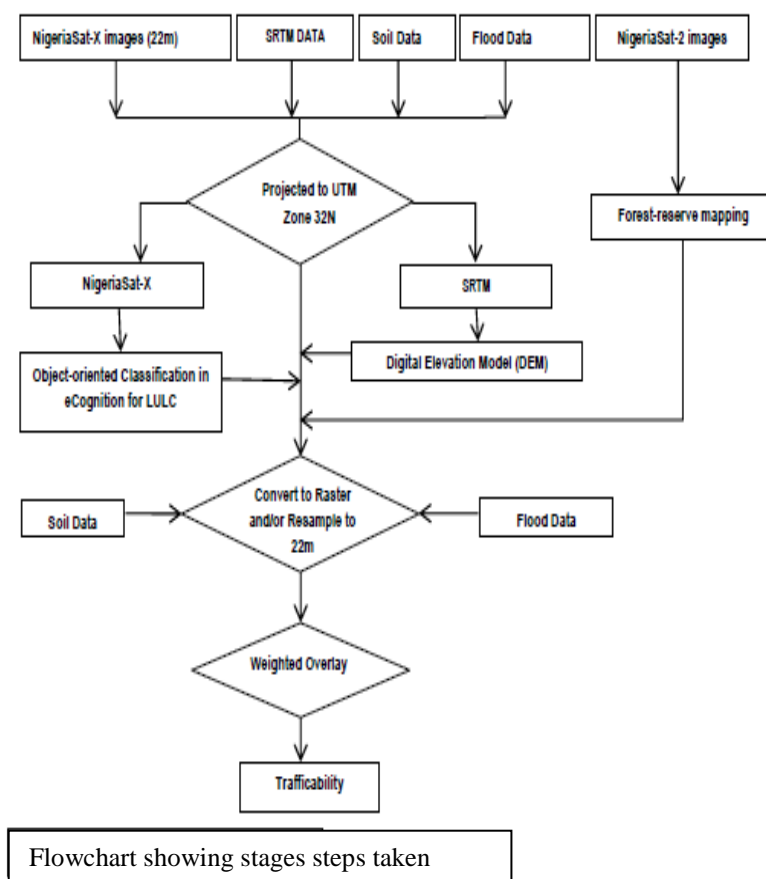 NigeriaSat-X images (22m)
SRTM DATA
Soil Data
Flood Data
NigeriaSat-2 images
Projected to UTM
Zone 32N
Forest-reserve mapping
NigeriaSat-X
SRTM
Object-oriented Classification in
eCognition for LULC
Digital Elevation Model (DEM)
Convert to Raster
and/or Resample to
22m
Soil Data
Flood Data
Weighted Overlay
Trafficability
Flowchart showing stages steps taken